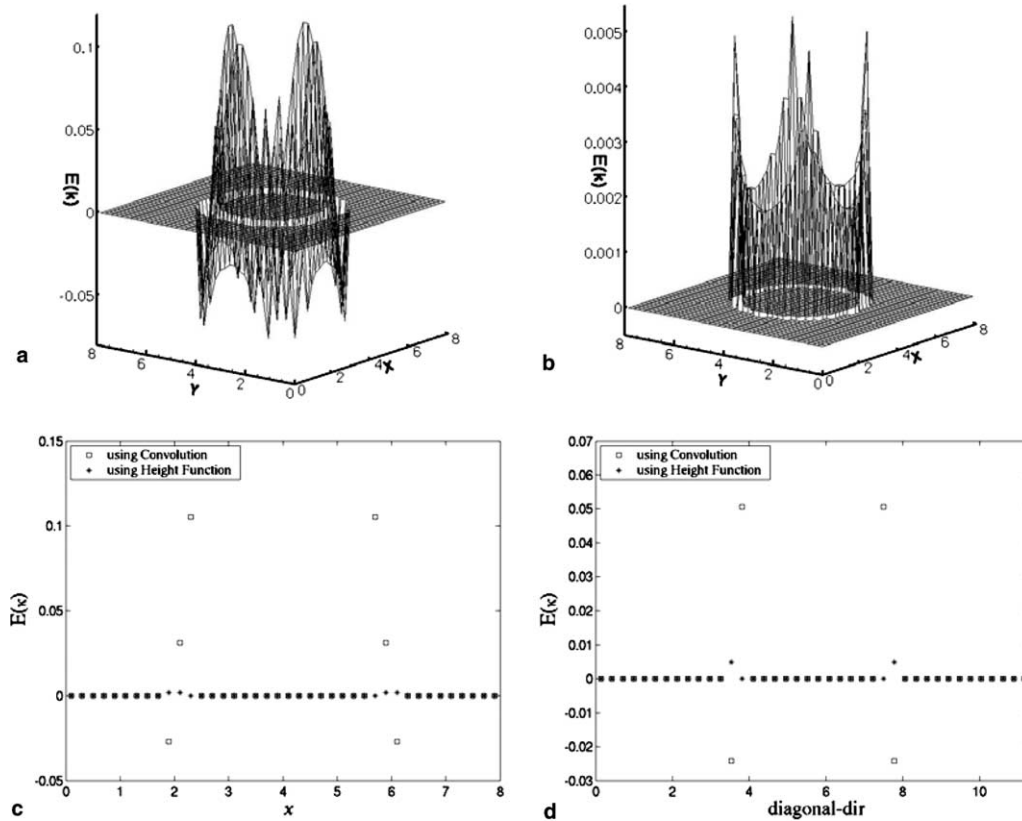 0.1
0.05
0
-0.05
E(k)
8
6
4
2
0
Y
2
4
6
8
X
a
0.005
0.004
0.003
0.002
0.001
0
E(k)
8
6
4
2
0
Y
2
4
6
8
X
b
0.15
0.1
0.05
0
-0.05
E(κ)
using Convolution
using Height Function
0 1 2 3 4 5 6 7 8
x
c
0.07
0.06
0.05
0.04
0.03
0.02
0.01
0
-0.01
-0.02
-0.03
E(κ)
using Convolution
using Height Function
0 2 4 6 8 10
diagonal-dir
d